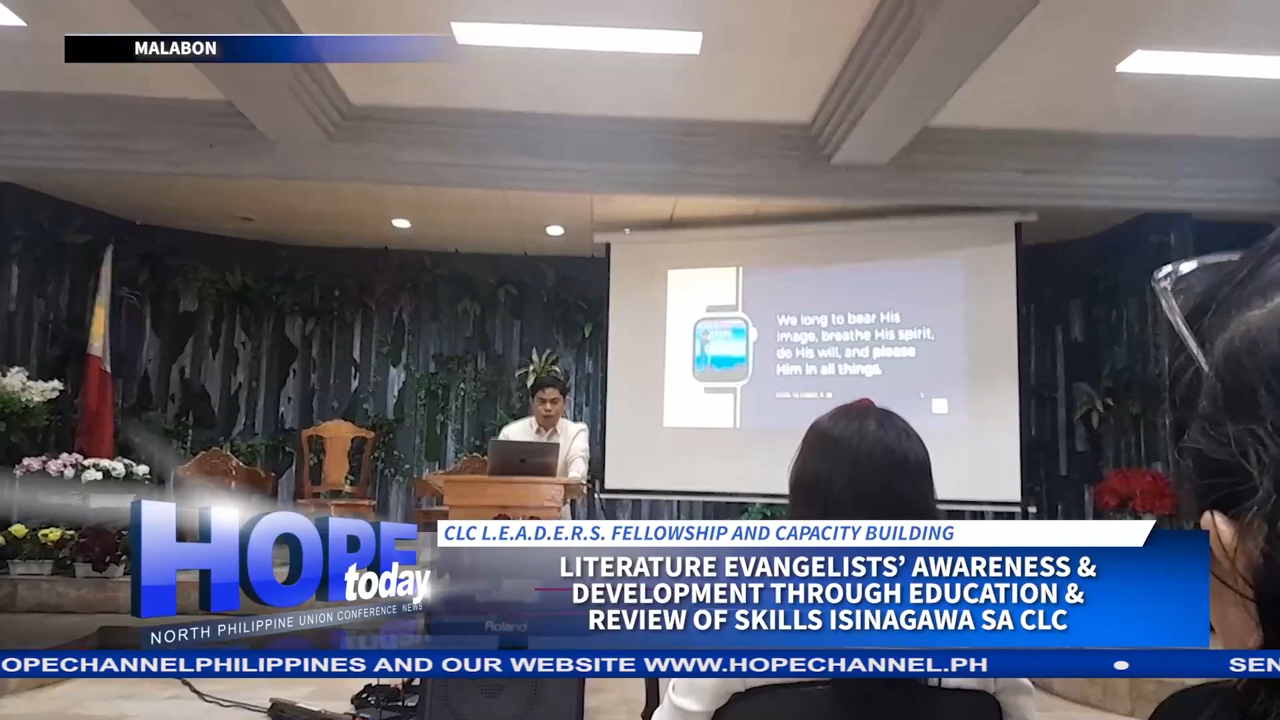 MALABON
We long to bear His
image, breathe His spirit,
do His will, and please
Him in all things.
HOPE
today
NORTH PHILIPPINE UNION CONFERENCE NEWS
CLC L.E.A.D.E.R.S. FELLOWSHIP AND CAPACITY BUILDING
LITERATURE EVANGELISTS' AWARENESS &
DEVELOPMENT THROUGH EDUCATION &
REVIEW OF SKILLS ISINAGAWA SA CLC
Roland
OPECHANNELPHILIPPINES AND OUR WEBSITE WWW.HOPECHANNEL.PH • SEN